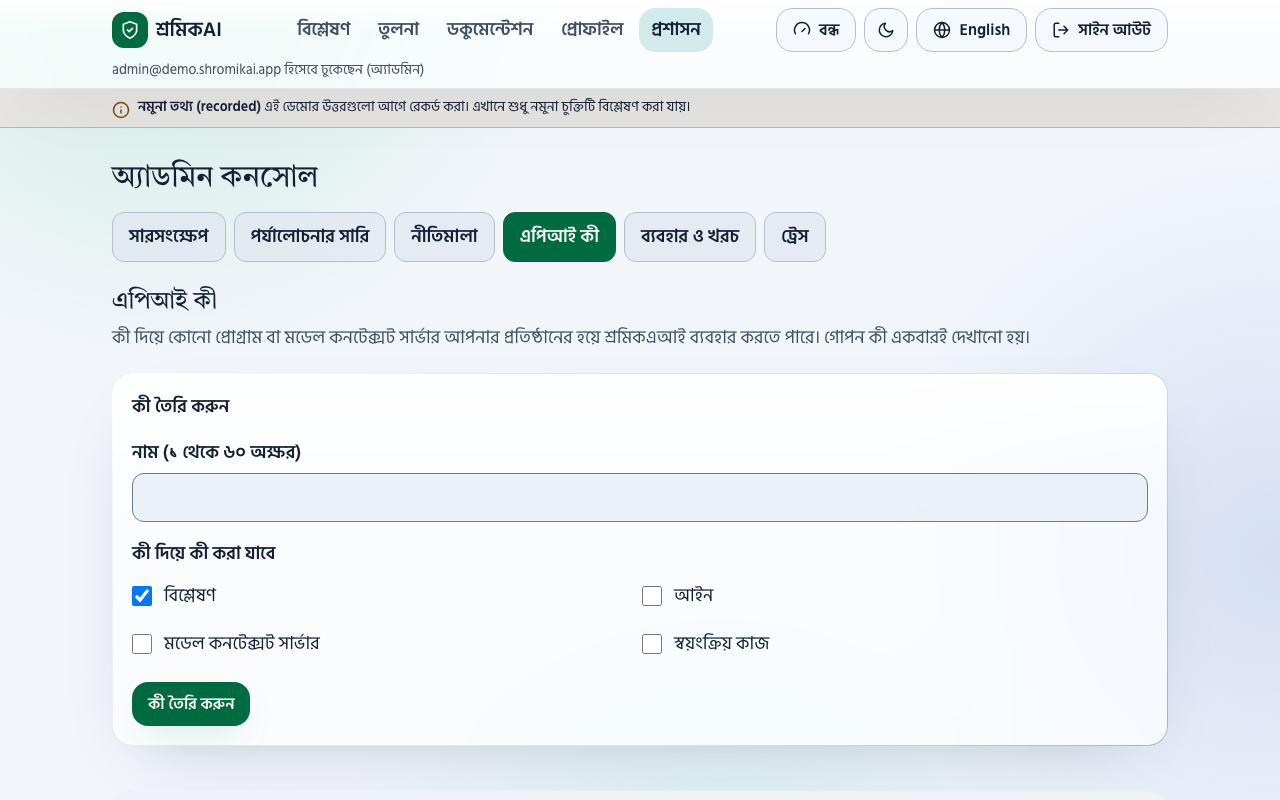 শ্রমিকAI
বিশ্লেষণ
তুলনা
ডকুমেন্টেশন
প্রোফাইল
প্রশাসন
বন্ধ
English
সাইন আউট
admin@demo.shromikai.app হিসেবে ঢুকেছেন (অ্যাডমিন)
নমুনা তথ্য (recorded) এই ডেমোর উত্তরগুলো আগে রেকর্ড করা। এখানে শুধু নমুনা চুক্তিটি বিশ্লেষণ করা যায়।
অ্যাডমিন কনসোল
সারসংক্ষেপ
পর্যালোচনার সারি
নীতিমালা
এপিআই কী
ব্যবহার ও খরচ
ট্রেস
এপিআই কী
কী দিয়ে কোনো প্রোগ্রাম বা মডেল কনটেক্সট সার্ভার আপনার প্রতিষ্ঠানের হয়ে শ্রমিকএআই ব্যবহার করতে পারে। গোপন কী একবারই দেখানো হয়।
কী তৈরি করুন
নাম (১ থেকে ৬০ অক্ষর)
কী দিয়ে কী করা যাবে
বিশ্লেষণ
আইন
মডেল কনটেক্সট সার্ভার
স্বয়ংক্রিয় কাজ
কী তৈরি করুন